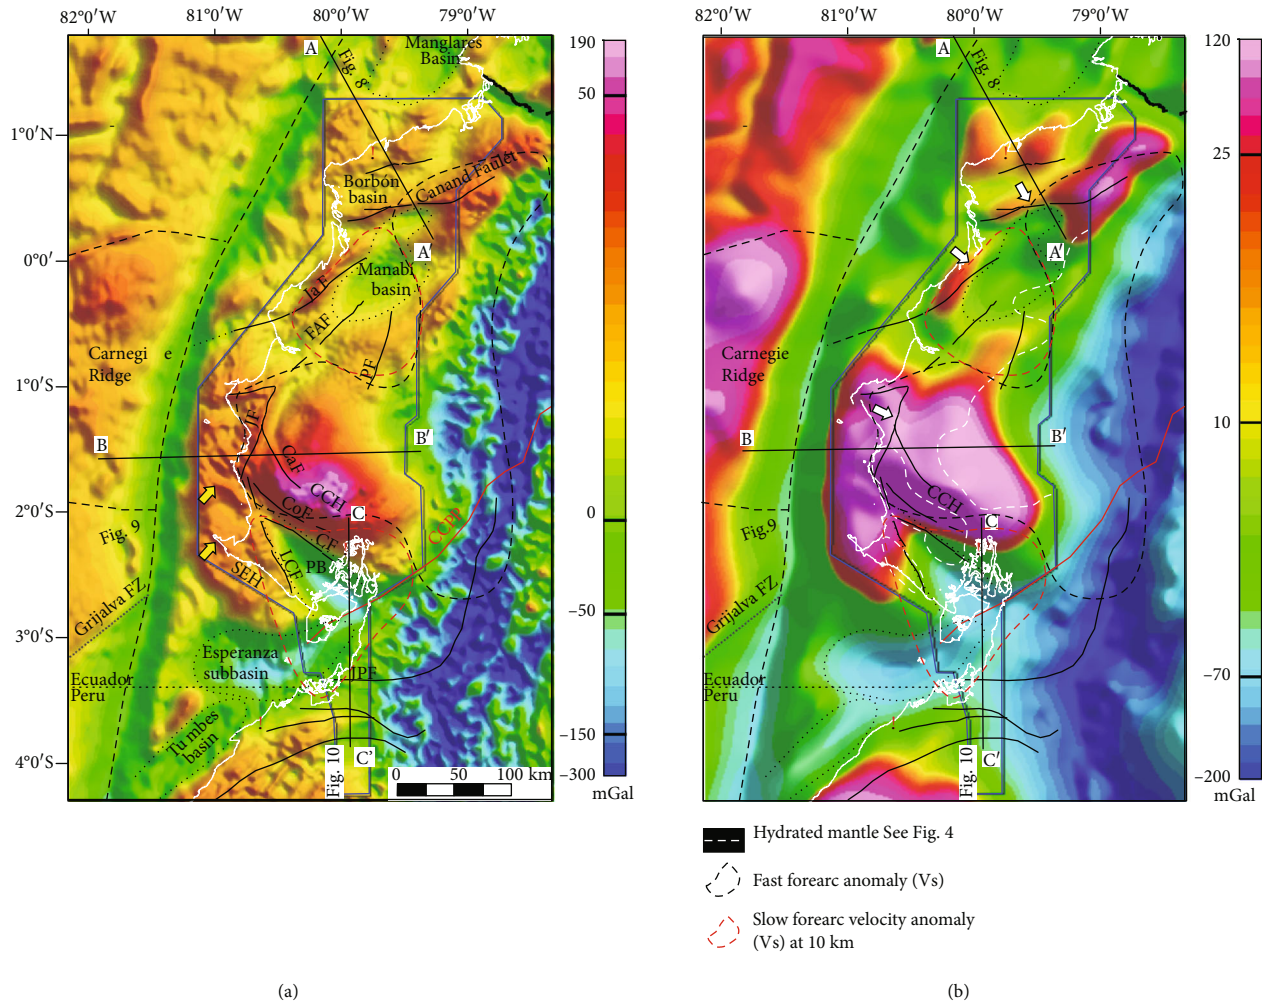 82°0′W 81°0′W 80°0′W 79°0′W
1°0′N
0°0′
1°0′S
2°0′S
3°0′S
4°0′S
A
Fig. 8
Manglares
Basin
Borbón
basin
Canand Faulet
A′
Manabi
basin
JaF
FAF
PF
Carnegi e
Ridge
B
B′
JF
CaF
CCH
CoF
C
CF
PB
LCF
SEH
CCPP
Fig. 9
Grijalva FZ
Esperanza
subbasin
IPF
Ecuador
Peru
Tumbes
basin
Fig. 10
C′
0 50 100 km
190
50
0
−50
−150
−300
mGal
(a)
82°0′W 81°0′W 80°0′W 79°0′W
A
Fig. 8
A′
Carnegie
Ridge
B
B′
CCH
C
Fig.9
Grijalva FZ
Ecuador
Peru
Fig. 10
C′
120
25
10
−70
−200
mGal
Hydrated mantle See Fig. 4
Fast forearc anomaly (Vs)
Slow forearc velocity anomaly
(Vs) at 10 km
(b)